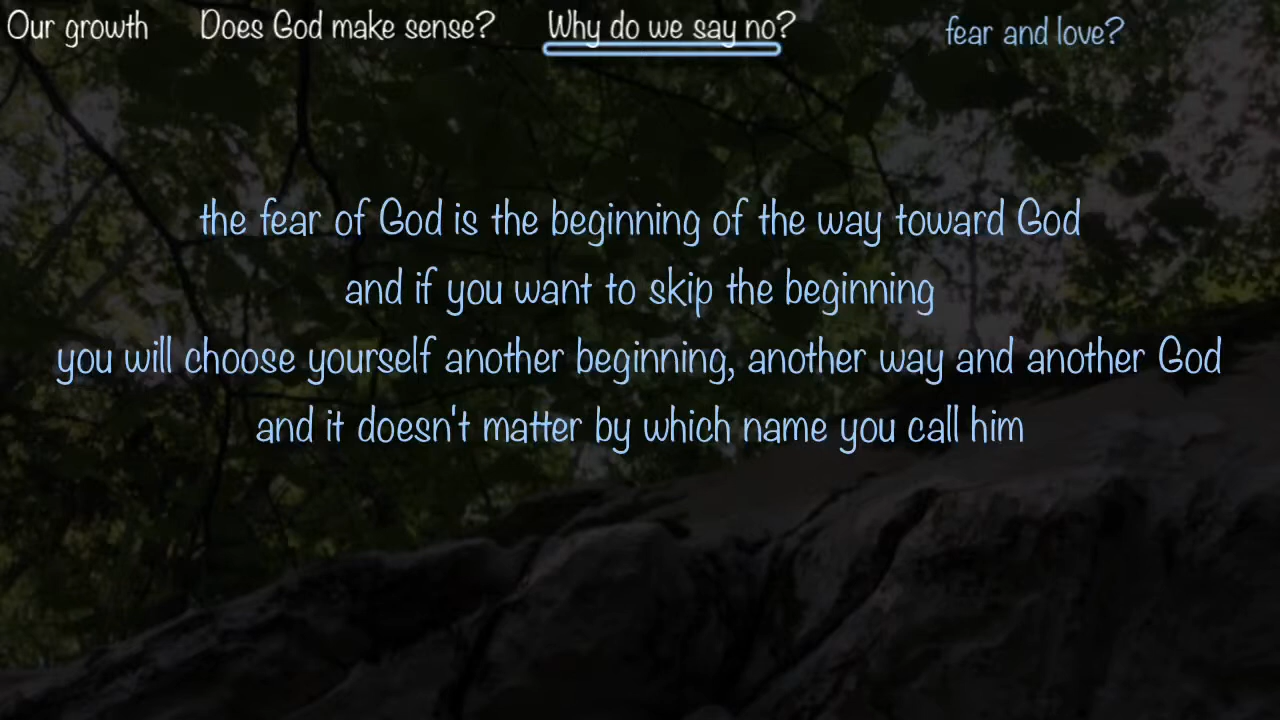 Our growth Does God make sense? Why do we say no? fear and love?
the fear of God is the beginning of the way toward God
and if you want to skip the beginning
you will choose yourself another beginning, another way and another God
and it doesn't matter by which name you call him